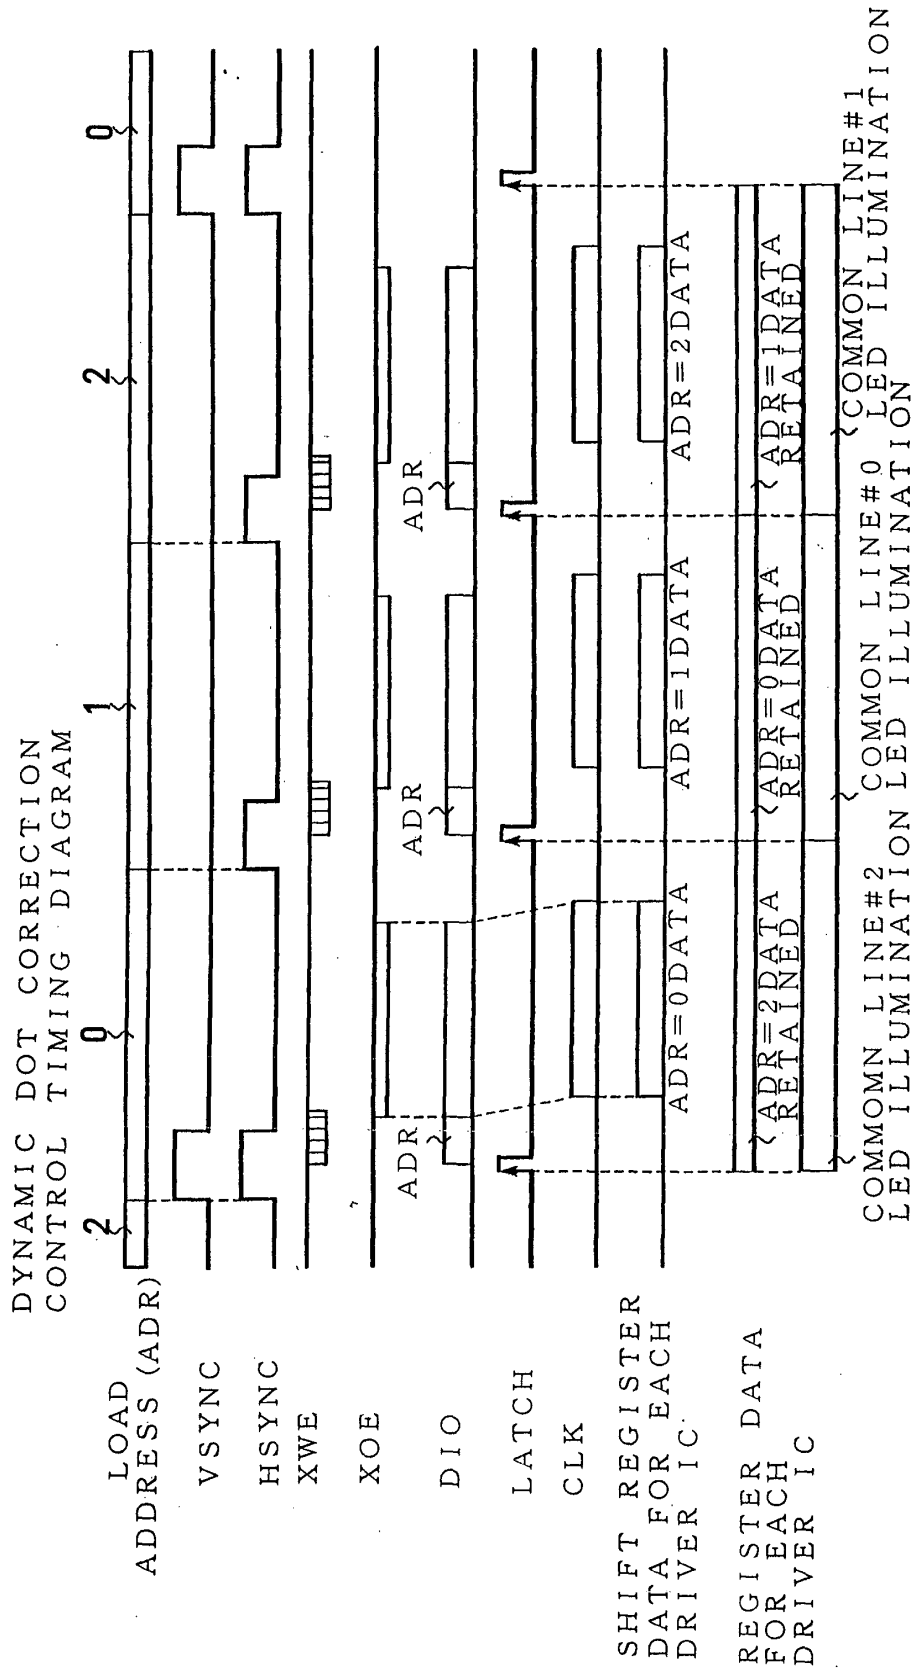 DYNAMIC DOT CORRECTION
CONTROL TIMING DIAGRAM
LOAD
ADDRESS (ADR)
2
0
1
2
0
VSYNC
HSYNC
XWE
XOE
ADR
ADR
ADR
DIO
LATCH
CLK
SHIFT REGISTER
DATA FOR EACH
DRIVER IC
ADR=0DATA
ADR=1DATA
ADR=2DATA
REGISTER DATA
FOR EACH
DRIVER IC
ADR=2DATA
RETAINED
ADR=0DATA
RETAINED
ADR=1DATA
RETAINED
COMMOMN LINE#2
LED ILLUMINATION
COMMON LINE#0
LED ILLUMINATION
COMMON LINE#1
LED ILLUMINATION